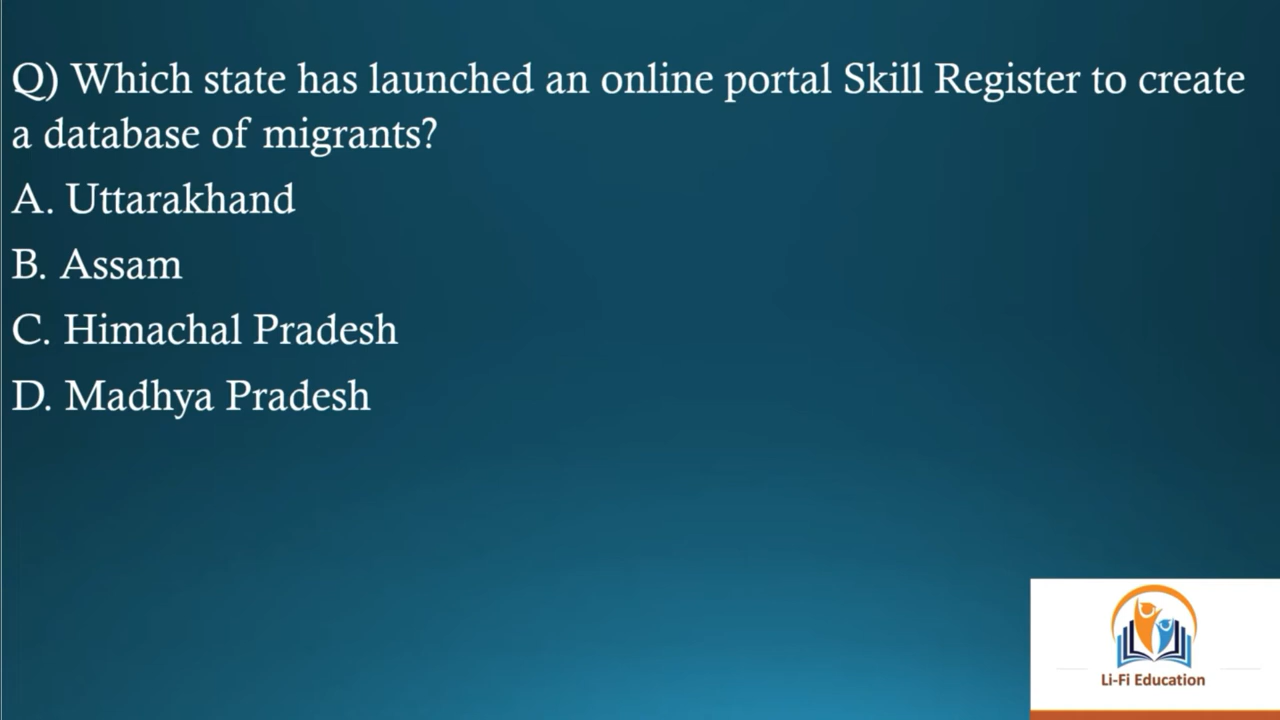 Q) Which state has launched an online portal Skill Register to create
a database of migrants?
A. Uttarakhand
B. Assam
C. Himachal Pradesh
D. Madhya Pradesh
Li-Fi Education